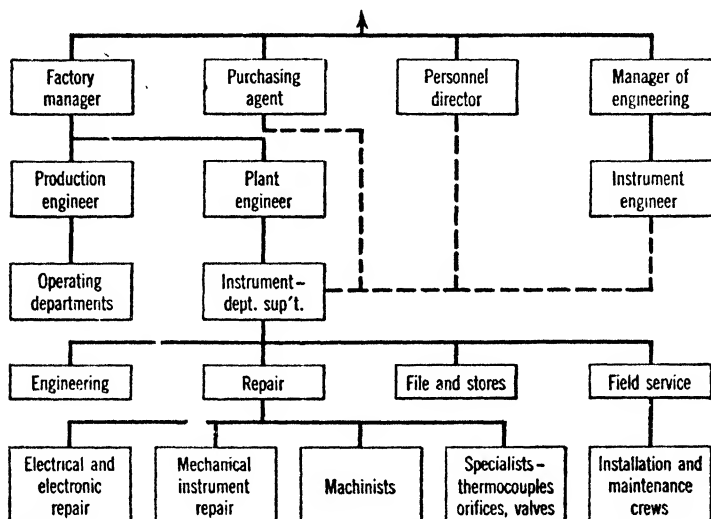 Factory
manager
Purchasing
agent
Personnel
director
Manager of
engineering
Production
engineer
Plant
engineer
Instrument
engineer
Operating
departments
Instrument–
dept. sup't.
Engineering
Repair
File and stores
Field service
Electrical and
electronic
repair
Mechanical
instrument
repair
Machinists
Specialists–
thermocouples
orifices, valves
Installation and
maintenance
crews